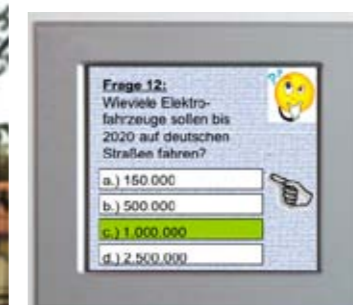 Frage 12:
Wieviele Elektro-
fahrzeuge sollen bis
2020 auf deutschen
Straßen fahren?
a.) 150.000
b.) 500.000
c.) 1.000.000
d.) 2.500.000